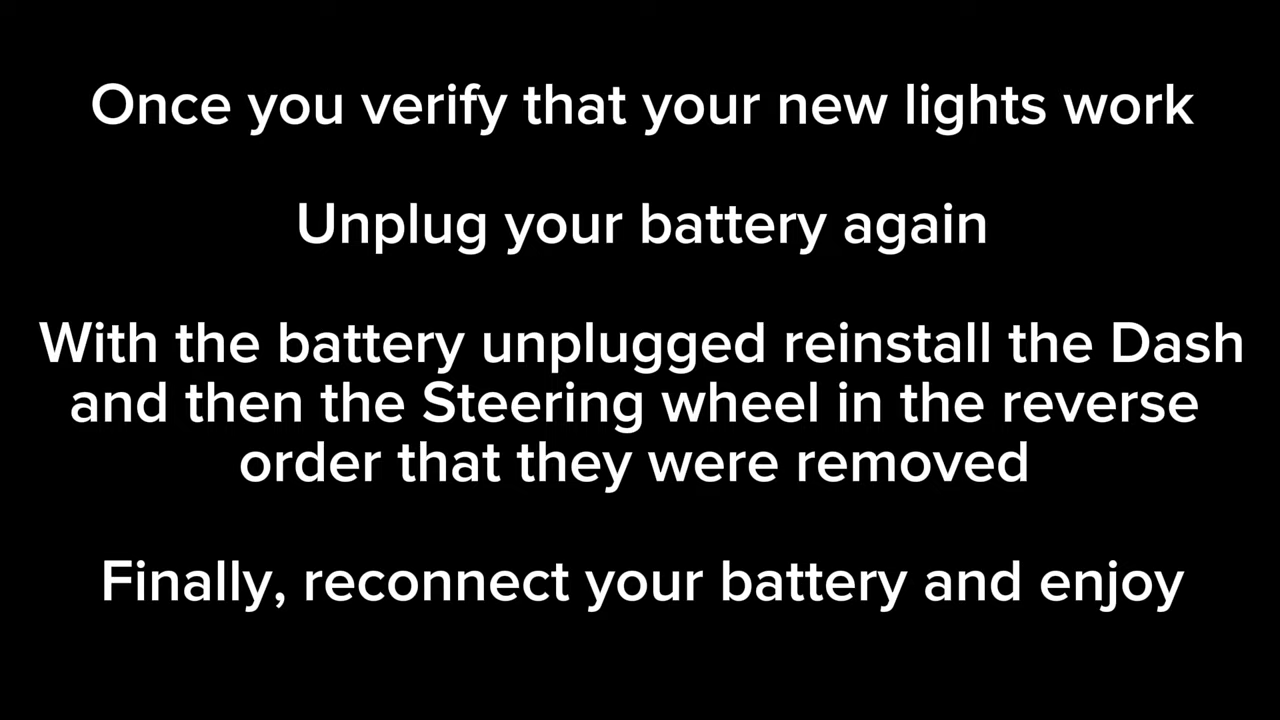 Once you verify that your new lights work
Unplug your battery again
With the battery unplugged reinstall the Dash
and then the Steering wheel in the reverse
order that they were removed
Finally, reconnect your battery and enjoy